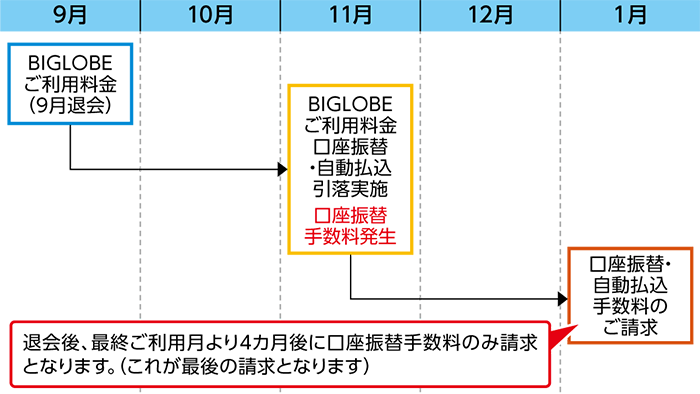 9月
10月
11月
12月
1月
BIGLOBE
ご利用料金
（9月退会）
BIGLOBE
ご利用料金
口座振替
・自動払込
引落実施
口座振替
手数料発生
口座振替・
自動払込
手数料の
ご請求
退会後、最終ご利用月より4カ月後に口座振替手数料のみ請求
となります。（これが最後の請求となります）